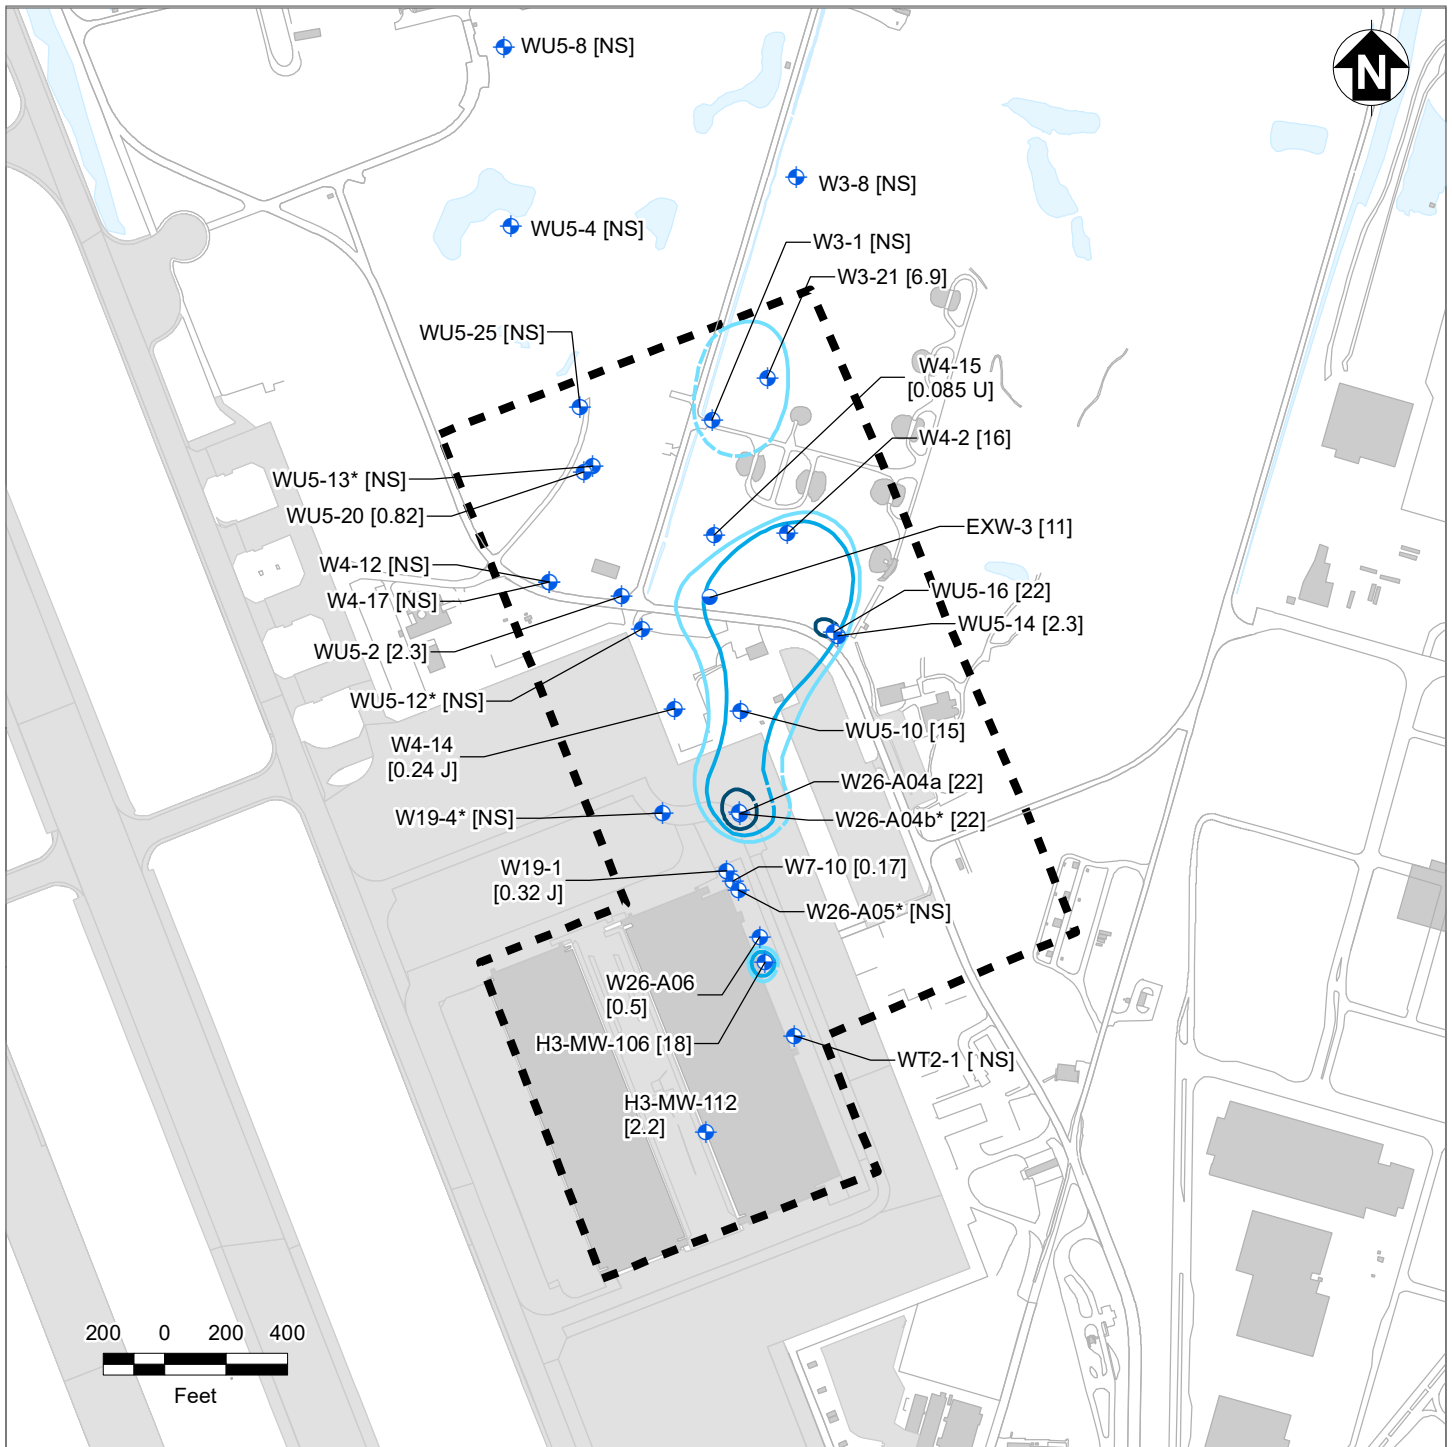 WU5-8 [NS]
N
W3-8 [NS]
WU5-4 [NS]
W3-1 [NS]
W3-21 [6.9]
WU5-25 [NS]
W4-15
[0.085 U]
W4-2 [16]
WU5-13* [NS]
WU5-20 [0.82]
EXW-3 [11]
W4-12 [NS]
W4-17 [NS]
WU5-16 [22]
WU5-14 [2.3]
WU5-2 [2.3]
WU5-12* [NS]
WU5-10 [15]
W4-14
[0.24 J]
W26-A04a [22]
W19-4* [NS]
W26-A04b* [22]
W19-1
[0.32 J]
W7-10 [0.17]
W26-A05* [NS]
W26-A06
[0.5]
H3-MW-106 [18]
WT2-1 [ NS]
H3-MW-112
[2.2]
200 0 200 400
Feet